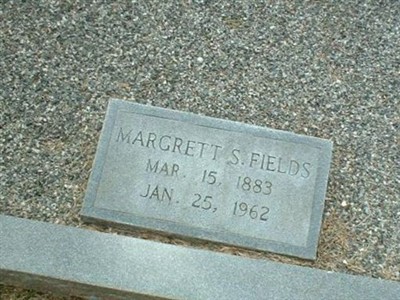 MARGRETT S. FIELDS
MAR. 15, 1883
JAN. 25, 1962